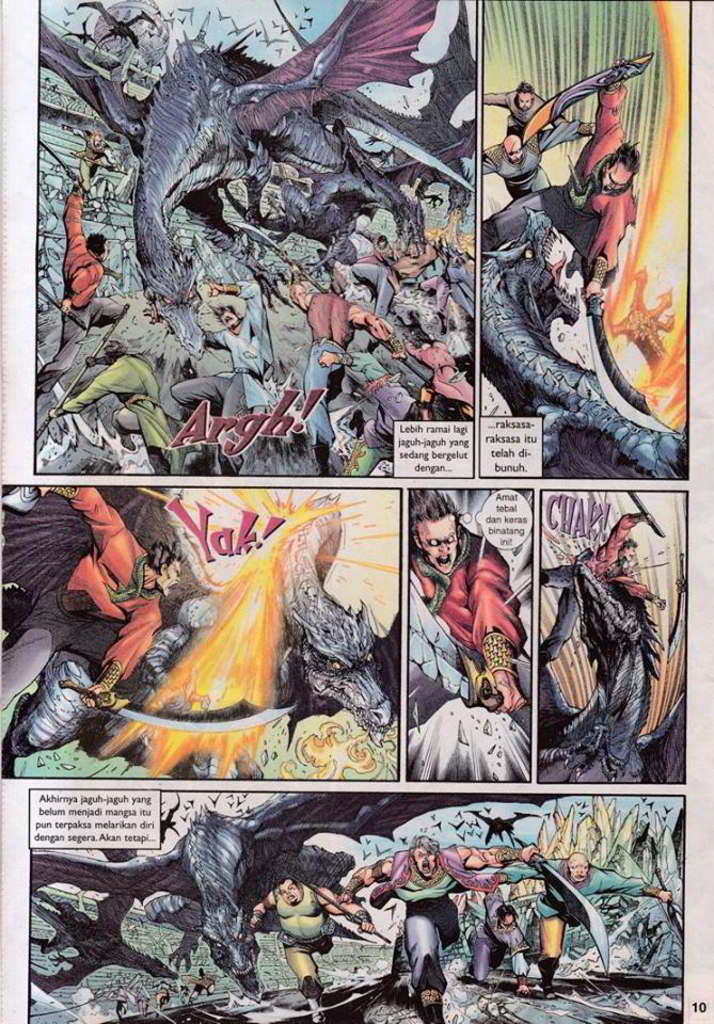 Argh!
Lebih ramai lagi
jaguh-jaguh yang
sedang bergelut
dengan...
...raksasa-
raksasa itu
telah di-
bunuh.
Yak!
Amat
tebal
dan keras
binatang
ini!
CHAK!
Akhirnya jaguh-jaguh yang
belum menjadi mangsa itu
pun terpaksa melarikan diri
dengan segera. Akan tetapi...
10